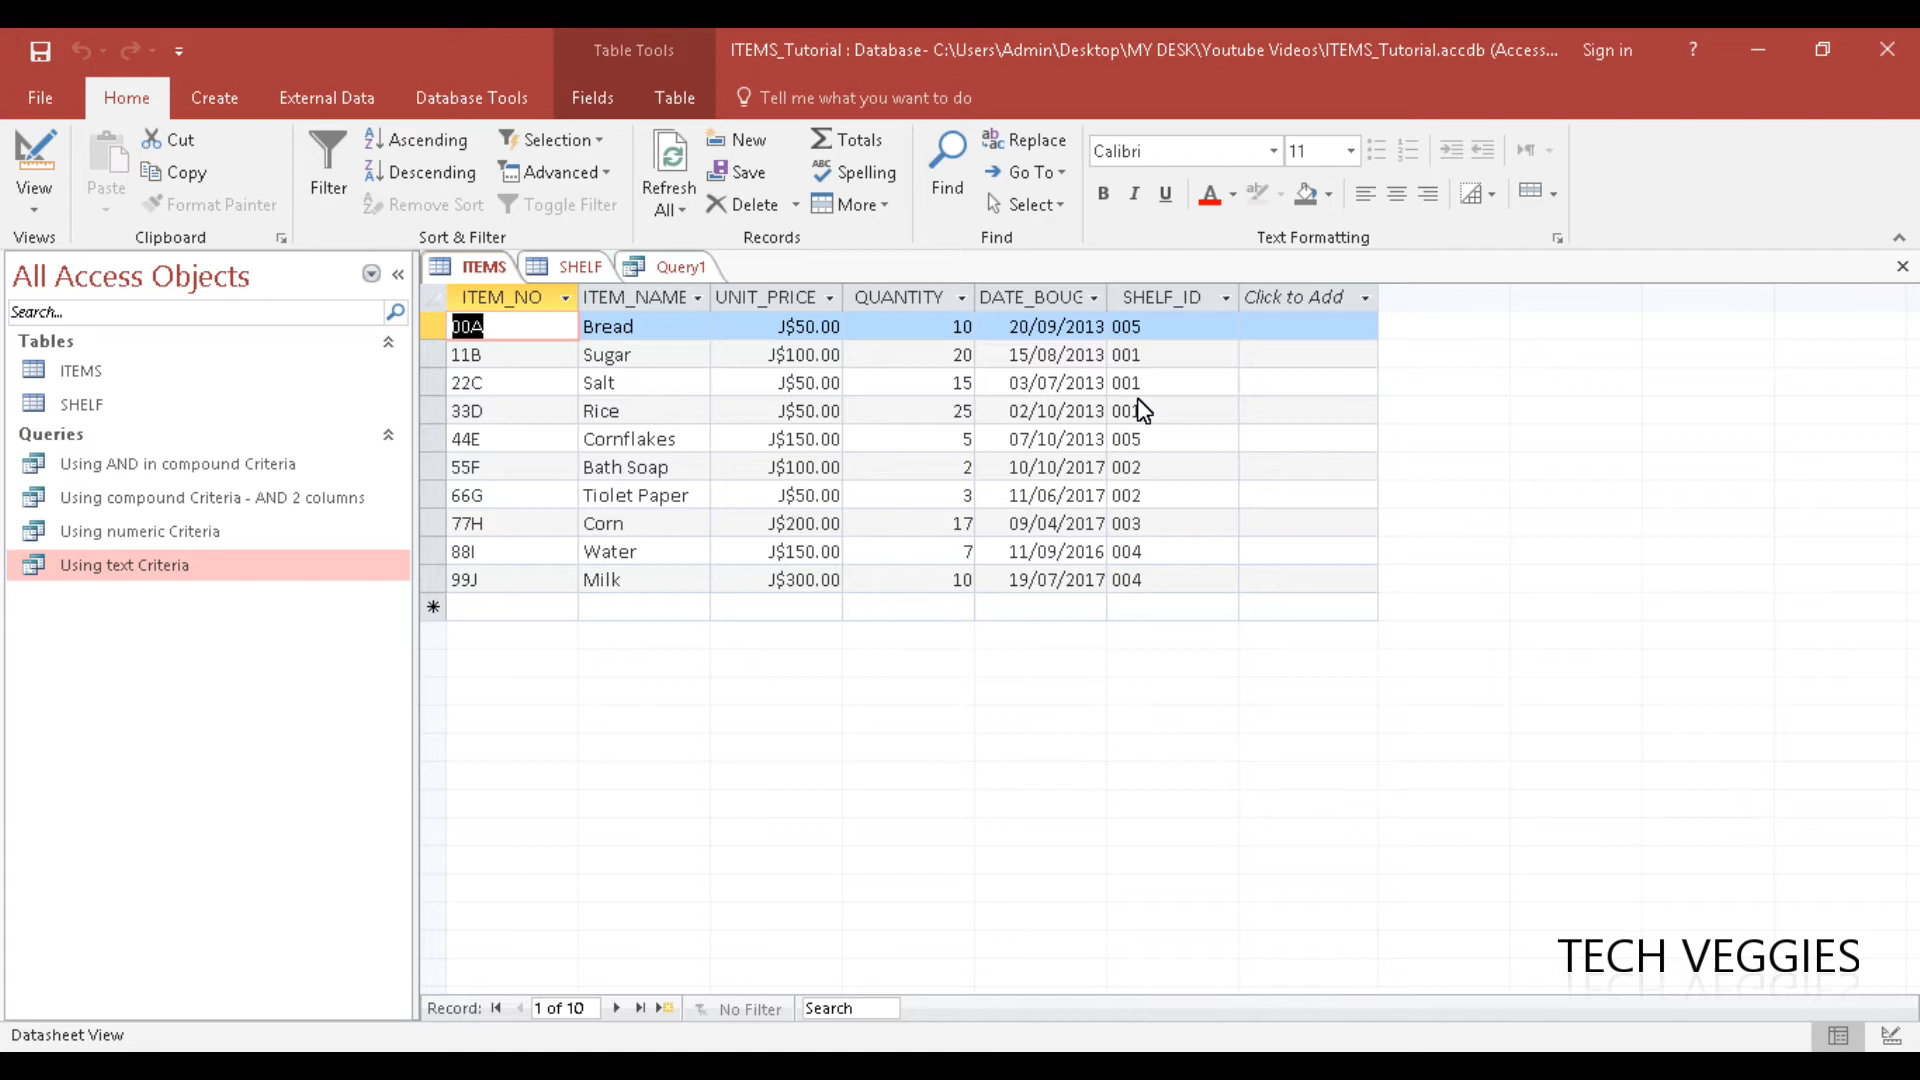 Table Tools ITEMS_Tutorial : Database- C:\Users\Admin\Desktop\MY DESK\Youtube Videos\ITEMS_Tutorial.accdb (Access... Sign in ?
File Home Create External Data Database Tools Fields Table Tell me what you want to do
View
Views
Paste
Cut
Copy
Format Painter
Clipboard
Filter
Ascending
Descending
Remove Sort
Selection
Advanced
Toggle Filter
Sort & Filter
Refresh
All
New
Save
Delete
Totals
Spelling
More
Records
Find
Replace
Go To
Select
Find
Calibri 11
B I U A
Text Formatting
All Access Objects
Search...
Tables
ITEMS
SHELF
Queries
Using AND in compound Criteria
Using compound Criteria - AND 2 columns
Using numeric Criteria
Using text Criteria
ITEMS SHELF Query1
ITEM_NO ITEM_NAME UNIT_PRICE QUANTITY DATE_BOUG SHELF_ID Click to Add
00A Bread J$50.00 10 20/09/2013 005
11B Sugar J$100.00 20 15/08/2013 001
22C Salt J$50.00 15 03/07/2013 001
33D Rice J$50.00 25 02/10/2013 001
44E Cornflakes J$150.00 5 07/10/2013 005
55F Bath Soap J$100.00 2 10/10/2017 002
66G Tiolet Paper J$50.00 3 11/06/2017 002
77H Corn J$200.00 17 09/04/2017 003
88I Water J$150.00 7 11/09/2016 004
99J Milk J$300.00 10 19/07/2017 004
TECH VEGGIES
Record: 1 of 10 No Filter Search
Datasheet View